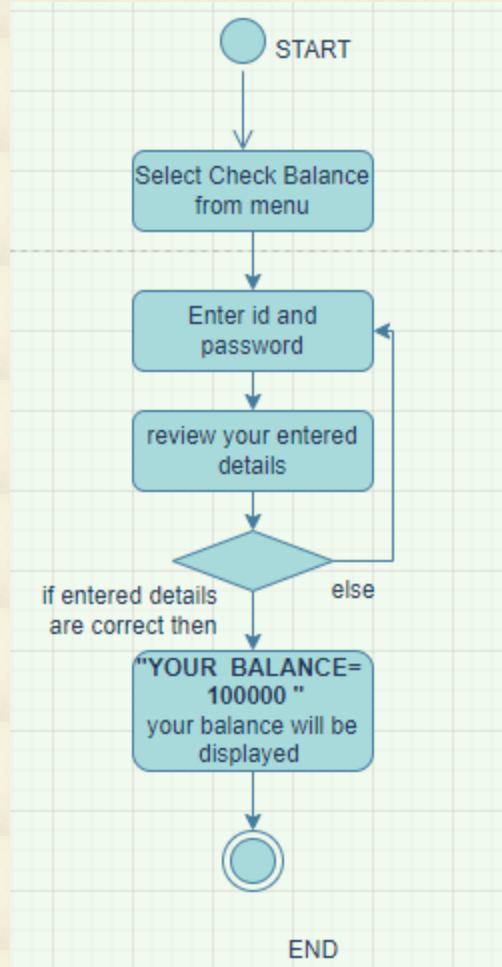 START
Select Check Balance
from menu
Enter id and
password
review your entered
details
if entered details
are correct then
else
"YOUR BALANCE=
100000 "
your balance will be
displayed
END